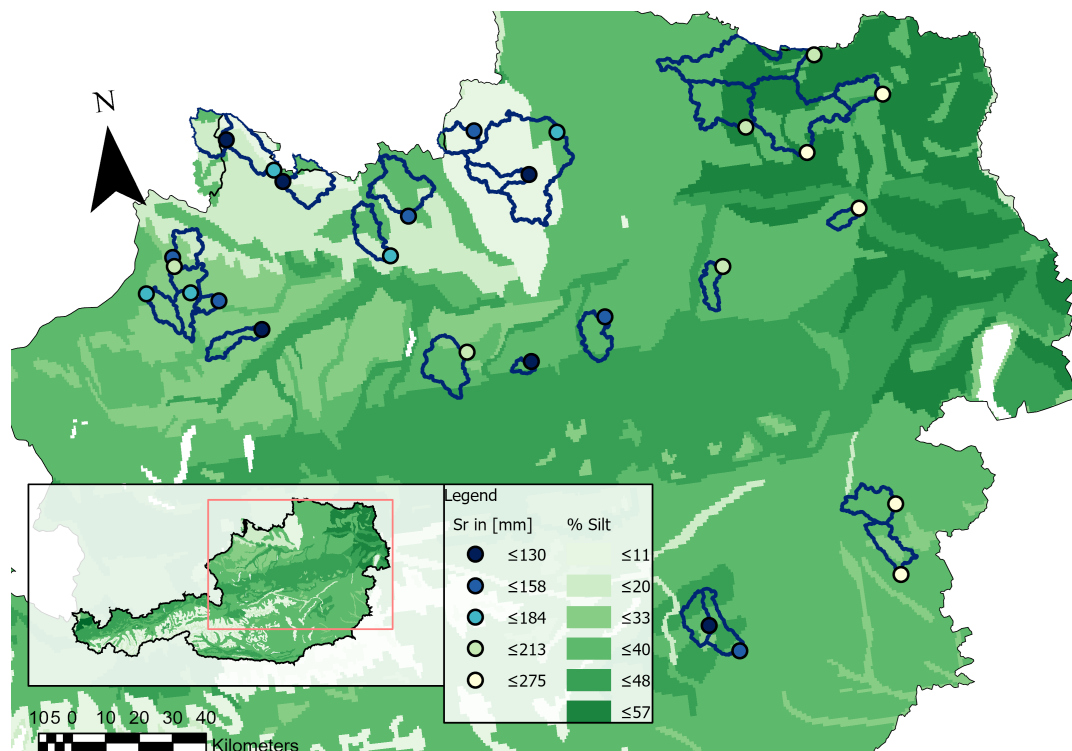 N
Legend
Sr in [mm] % Silt
≤130 ≤11
≤158 ≤20
≤184 ≤33
≤213 ≤40
≤275 ≤48
≤57
105 0 10 20 30 40
Kilometers